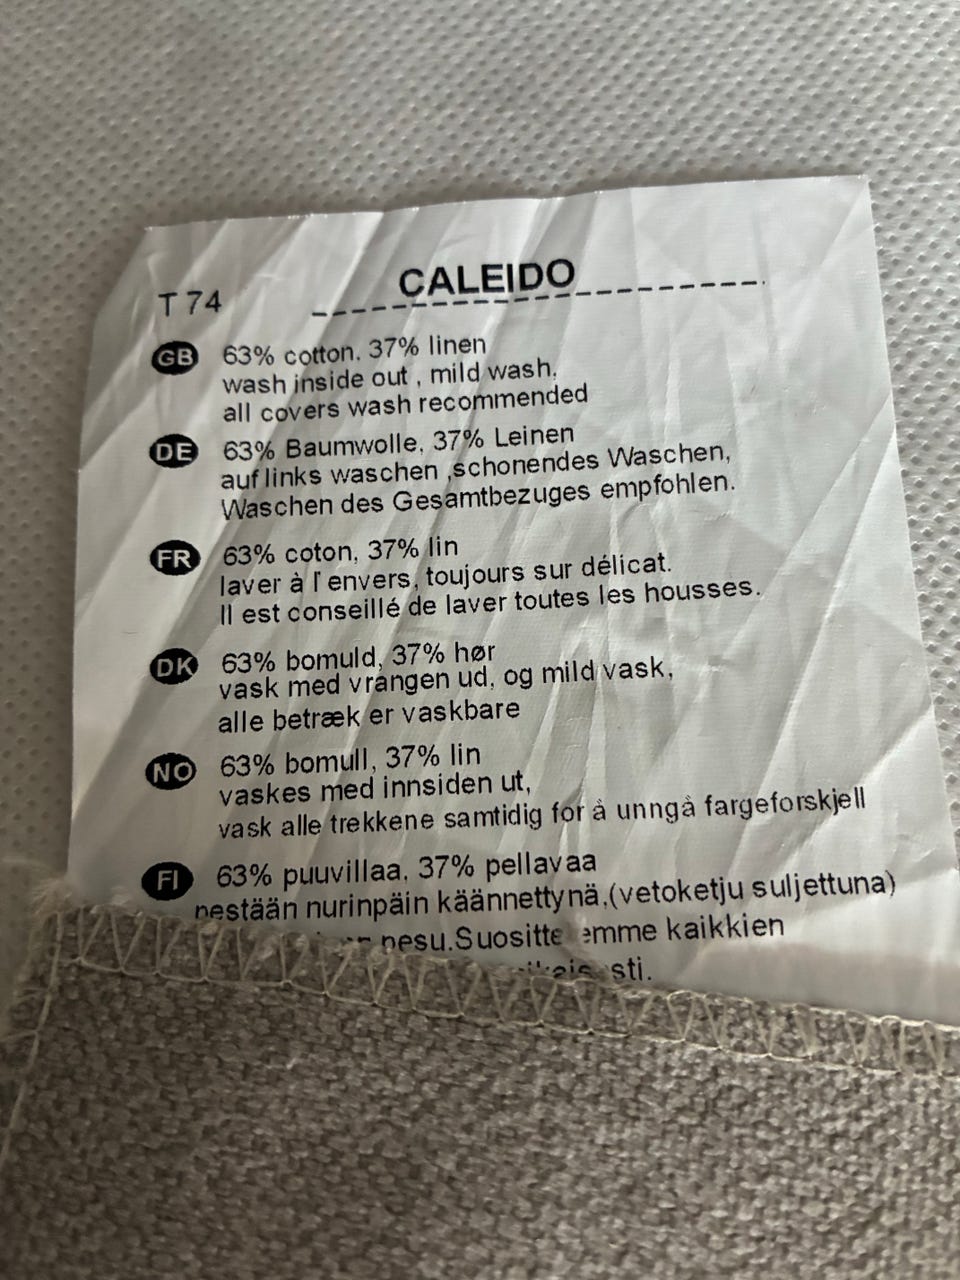 CALEIDO
T 74
GB 63% cotton. 37% linen
wash inside out , mild wash,
all covers wash recommended
DE 63% Baumwolle, 37% Leinen
auf links waschen ,schonendes Waschen,
Waschen des Gesamtbezuges empfohlen.
FR 63% coton, 37% lin
laver à l'envers, toujours sur délicat.
Il est conseillé de laver toutes les housses.
DK 63% bomuld, 37% hør
vask med vrangen ud, og mild vask,
alle betræk er vaskbare
NO 63% bomull, 37% lin
vaskes med innsiden ut,
vask alle trekkene samtidig for å unngå fargeforskjell
FI 63% puuvillaa, 37% pellavaa
pestään nurinpäin käännettynä,(vetoketju suljettuna)
pesu.Suosittelemme kaikkien